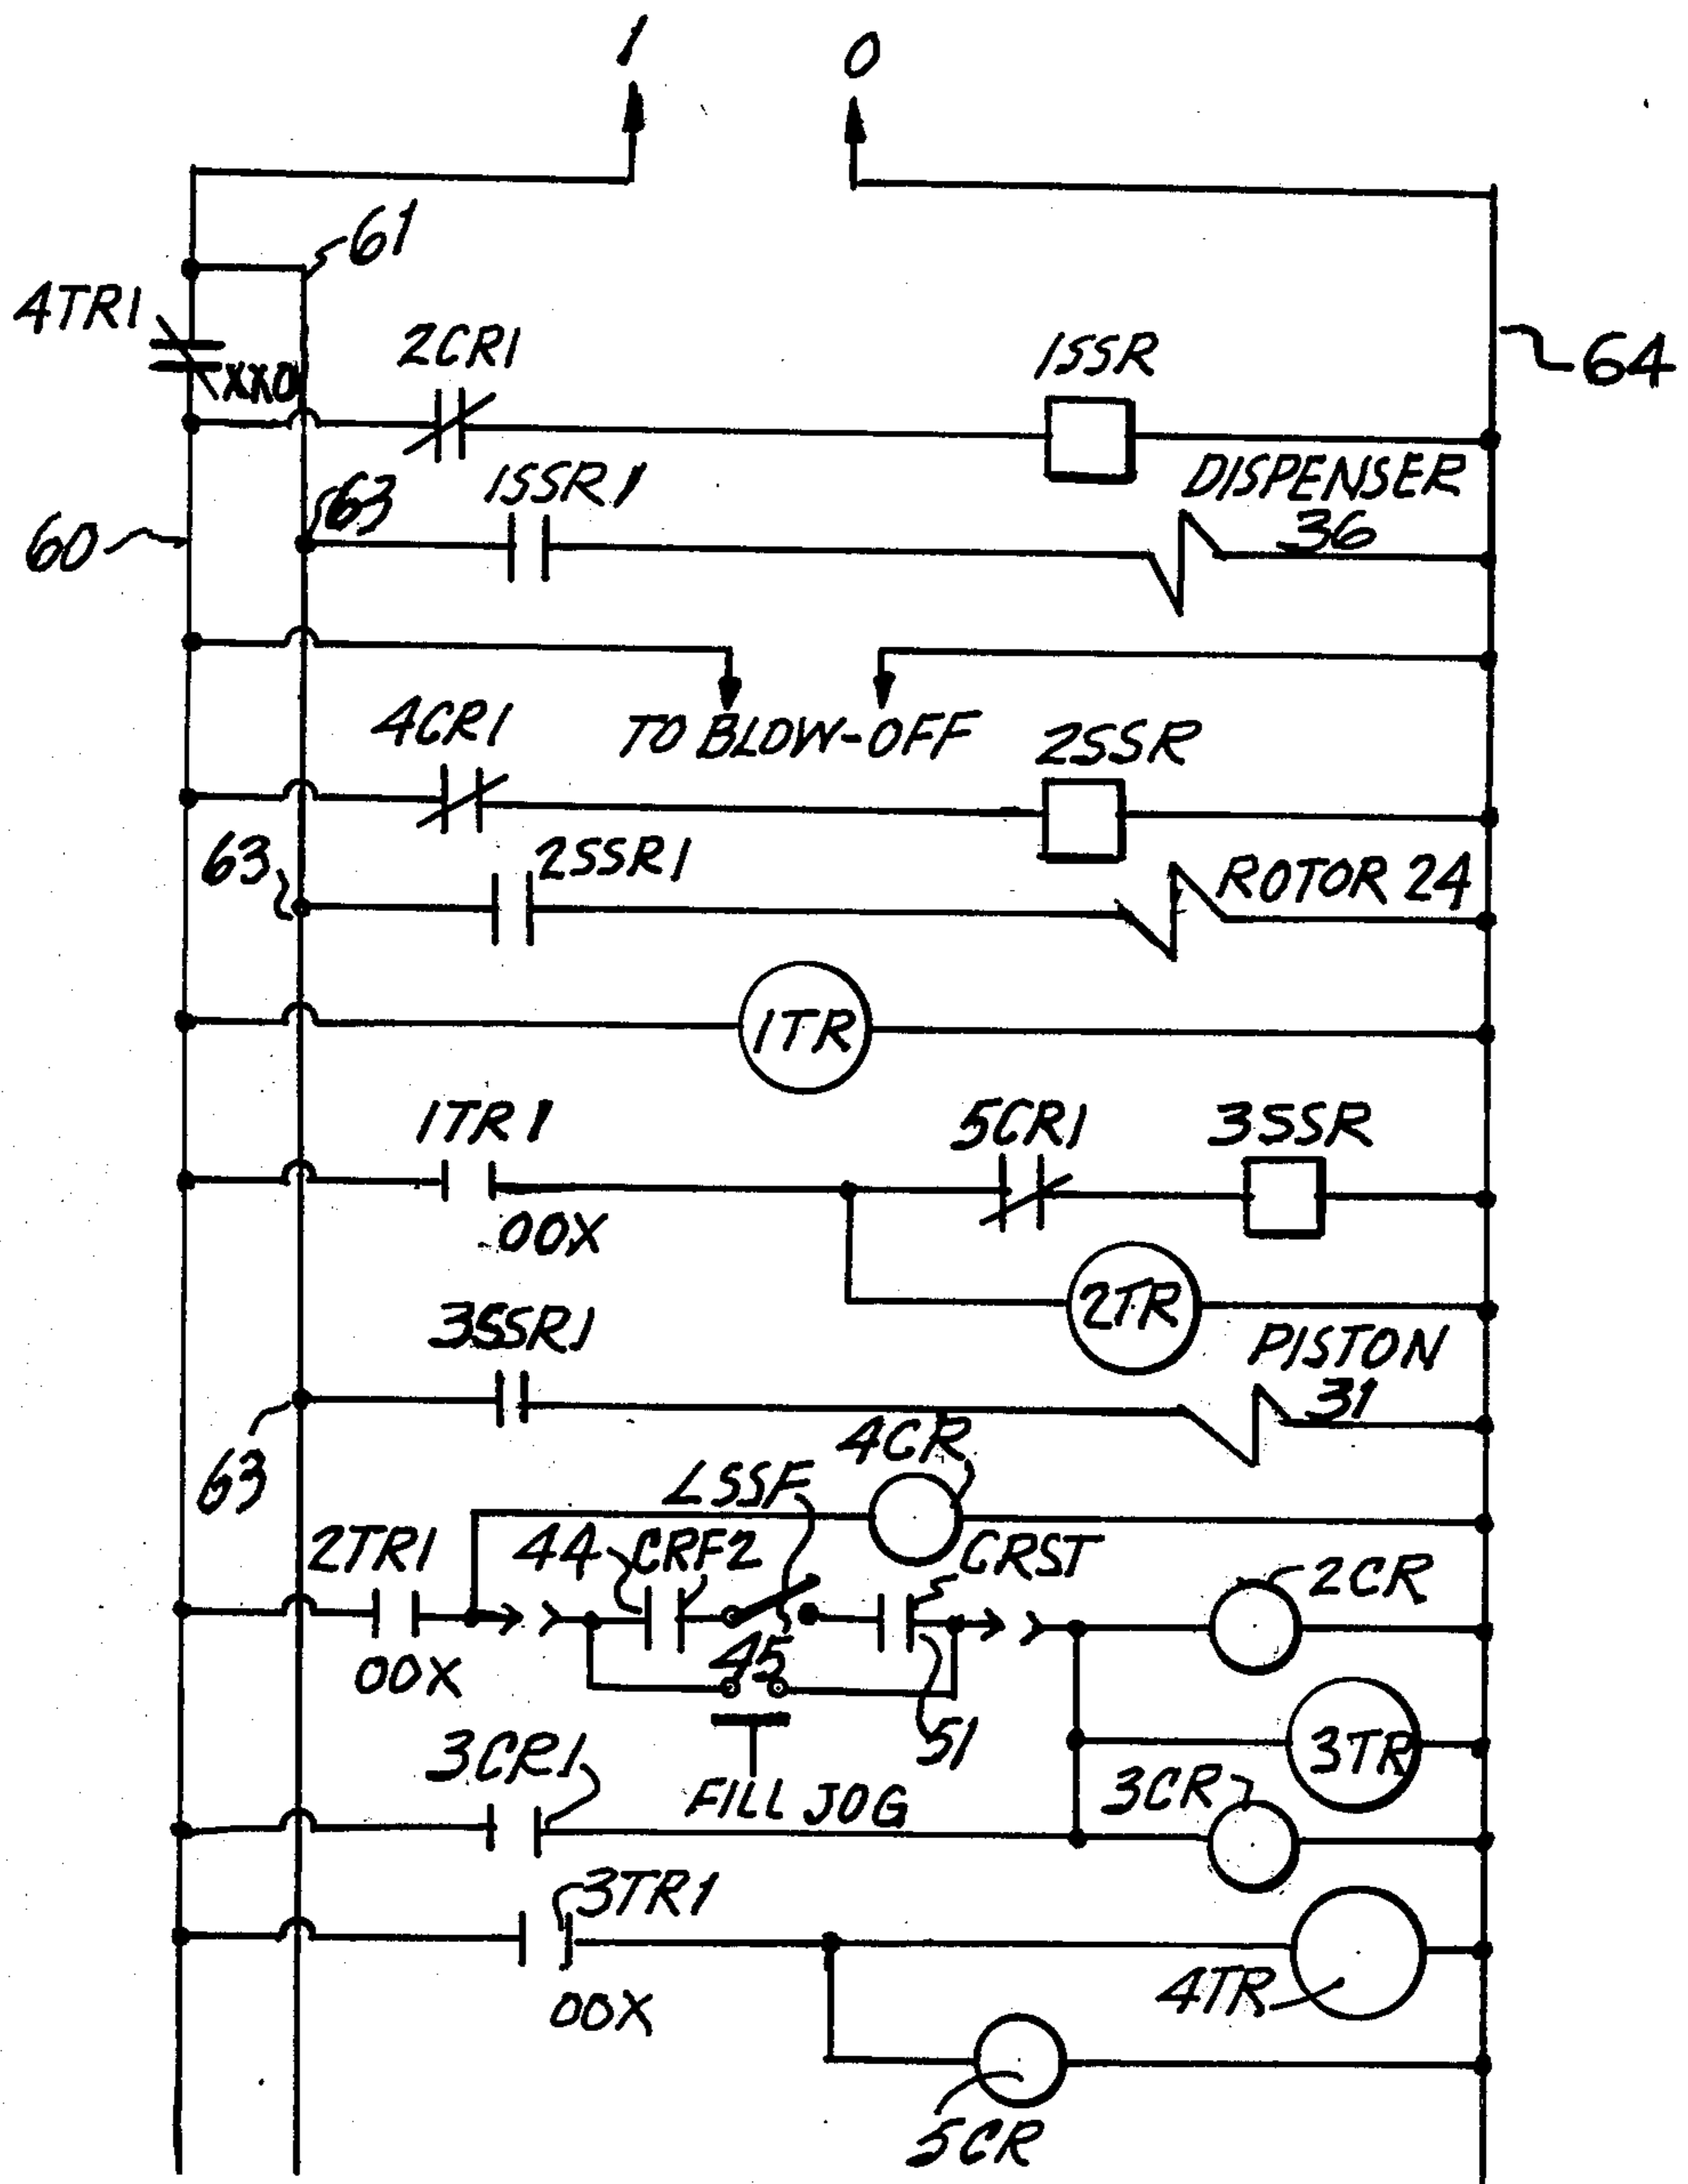 1 0
61
4TR1
XXO
2CR1
1SSR
64
63
1SSR1
DISPENSER
36
60
4CR1
TO BLOW-OFF
2SSR
63
2SSR1
ROTOR 24
1TR
1TR1
00X
5CR1
3SSR
2TR
3SSR1
PISTON
31
63
4CR
LSSF
2TR1
44
CRF2
CRST
2CR
00X
45
51
3TR
3CR1
FILL JOG
3CR
3TR1
00X
4TR
5CR